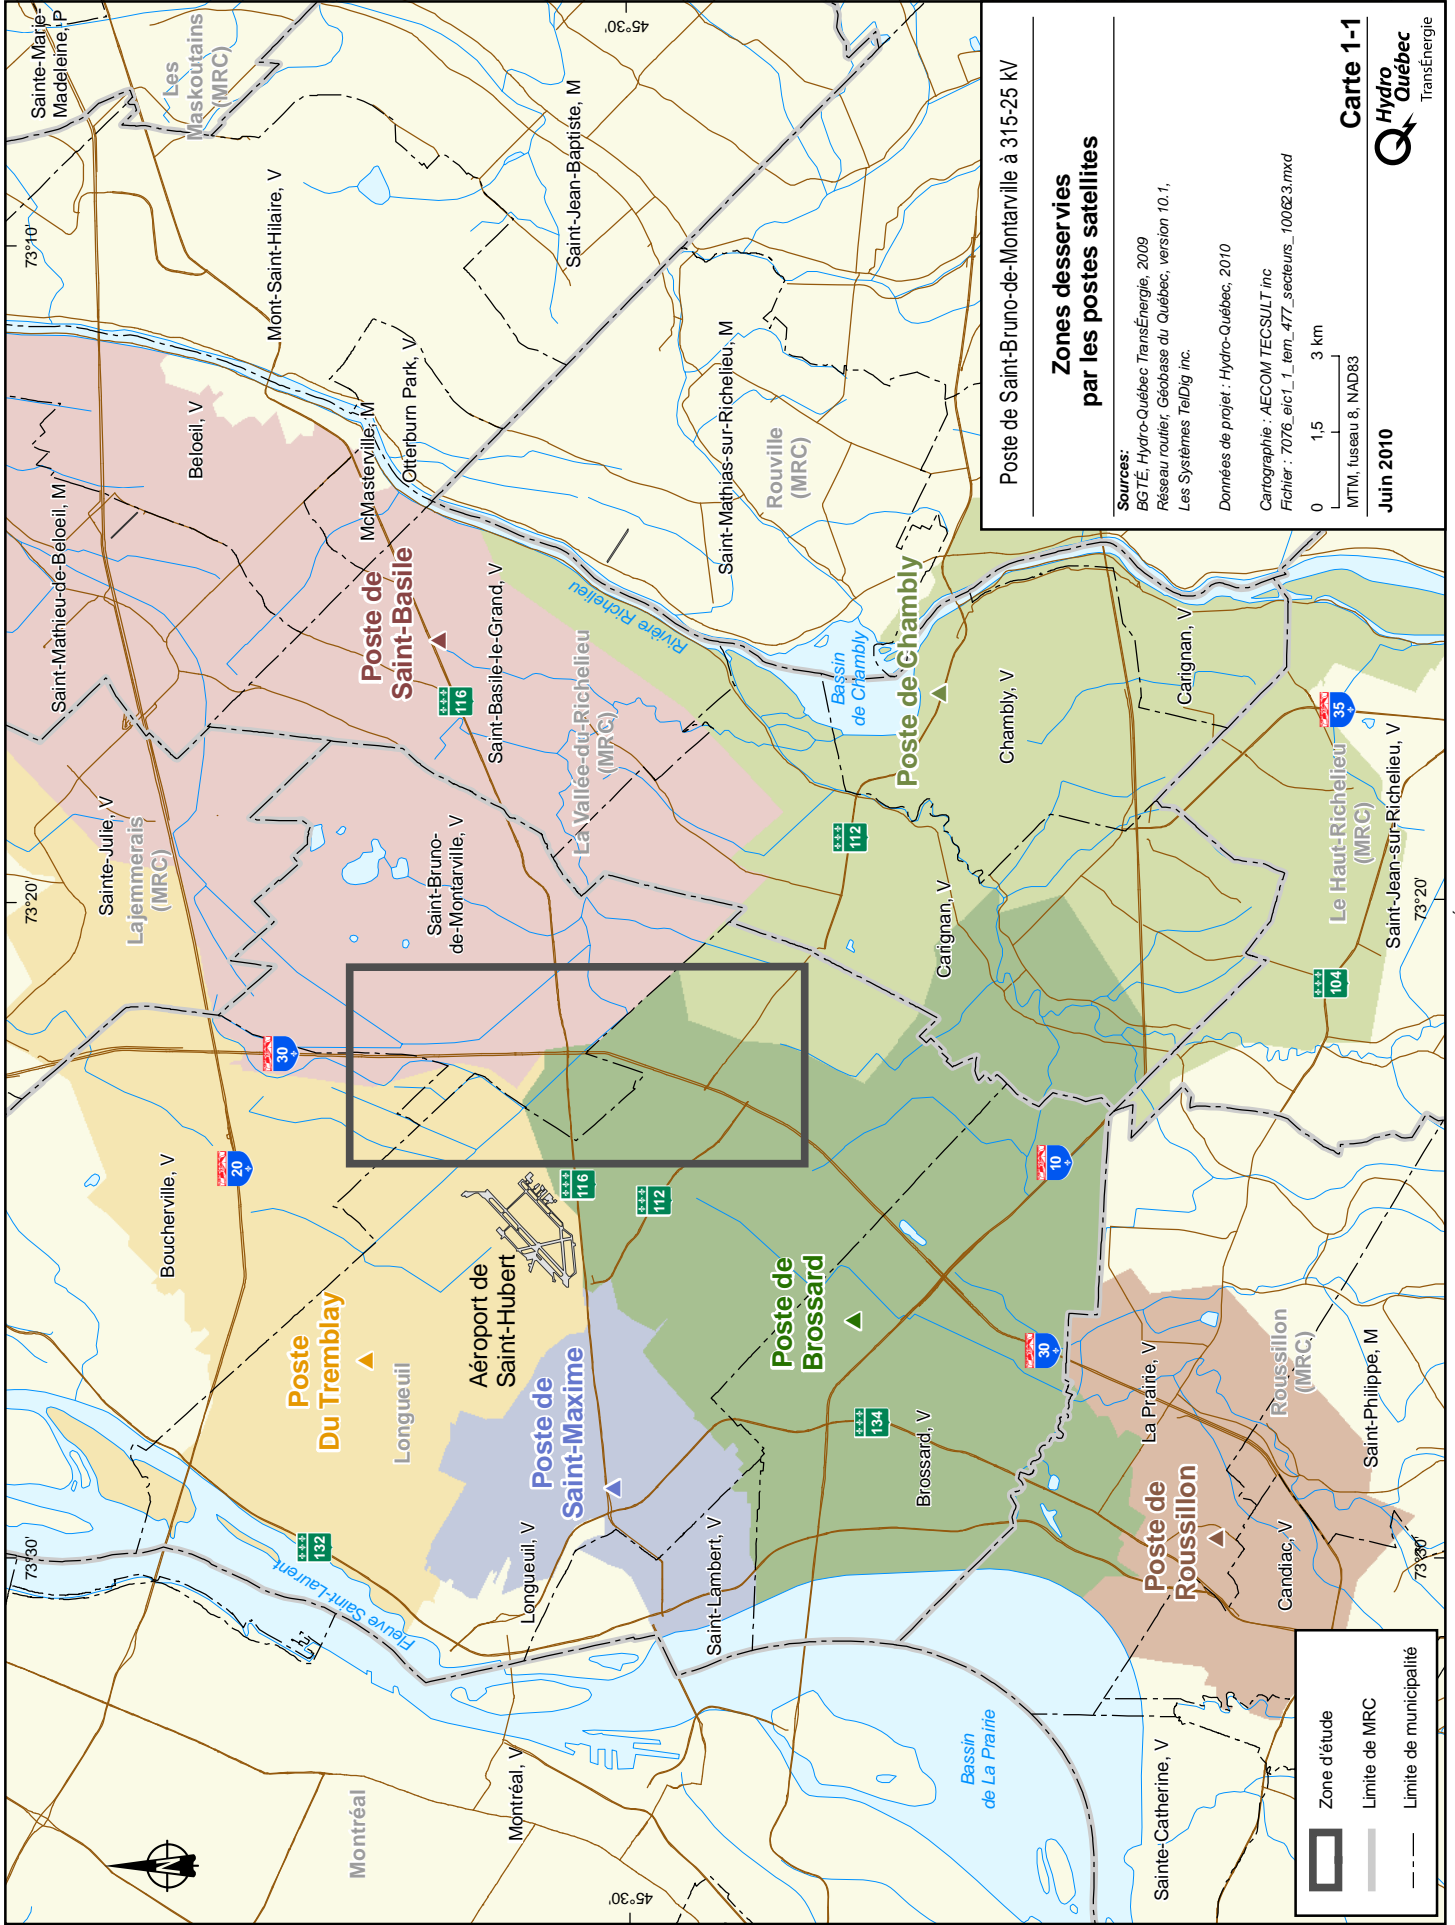 73°30'
73°20'
73°10'
Sainte-Marie-
Madeleine, P
Les
Maskoutains
(MRC)
Saint-Mathieu-de-Beloeil, M
Sainte-Julie, V
Lajemmerais
(MRC)
Beloeil, V
Mont-Saint-Hilaire, V
Boucherville, V
20
30
132
Fleuve Saint-Laurent
Montréal
Poste
Du Tremblay
Longueuil
Poste de
Saint-Basile
McMasterville, M
Otterburn Park, V
116
Saint-Bruno-
de-Montarville, V
Saint-Basile-le-Grand, V
Aéroport de
Saint-Hubert
Montréal, V
Longueuil, V
Poste de
Saint-Maxime
116
La Vallée-du-Richelieu
(MRC)
Saint-Jean-Baptiste, M
Rivière Richelieu
45°30'
45°30'
112
Saint-Lambert, V
Saint-Mathias-sur-Richelieu, M
Rouville
(MRC)
Poste de
Brossard
Bassin
de Chambly
112
134
Poste de Chambly
Brossard, V
Carignan, V
Bassin
de La Prairie
Chambly, V
30
10
Sainte-Catherine, V
La Prairie, V
Poste de
Roussillon
Carignan, V
Candiac, V
Roussillon
(MRC)
Saint-Philippe, M
104
35
Le Haut-Richelieu
(MRC)
Saint-Jean-sur-Richelieu, V
73°30'
73°20'
Zone d'étude
Limite de MRC
Limite de municipalité
N
Poste de Saint-Bruno-de-Montarville à 315-25 kV
Zones desservies
par les postes satellites
Sources:
BGTÉ, Hydro-Québec TransÉnergie, 2009
Réseau routier, Géobase du Québec, version 10.1,
Les Systèmes TelDig inc.
Données de projet : Hydro-Québec, 2010
Cartographie : AECOM TECSULT inc
Fichier : 7076_eic1_1_tem_477_secteurs_100623.mxd
0 1,5 3 km
MTM, fuseau 8, NAD83
Juin 2010
Carte 1-1
Hydro
Québec
TransÉnergie